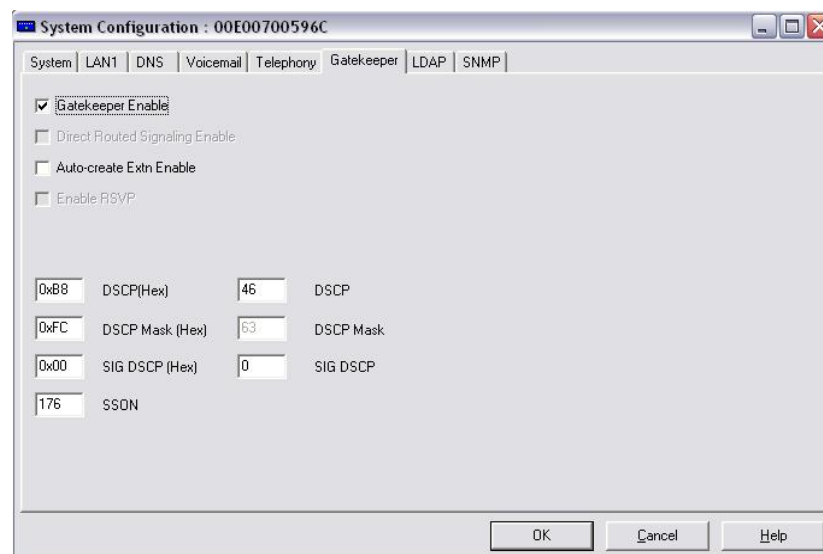 System Configuration : 00E00700596C
System LAN1 DNS Voicemail Telephony Gatekeeper LDAP SNMP
Gatekeeper Enable
Direct Routed Signaling Enable
Auto-create Extn Enable
Enable RSVP
0xB8 DSCP(Hex) 46 DSCP
0xFC DSCP Mask (Hex) 63 DSCP Mask
0x00 SIG DSCP (Hex) 0 SIG DSCP
176 SSON
OK Cancel Help